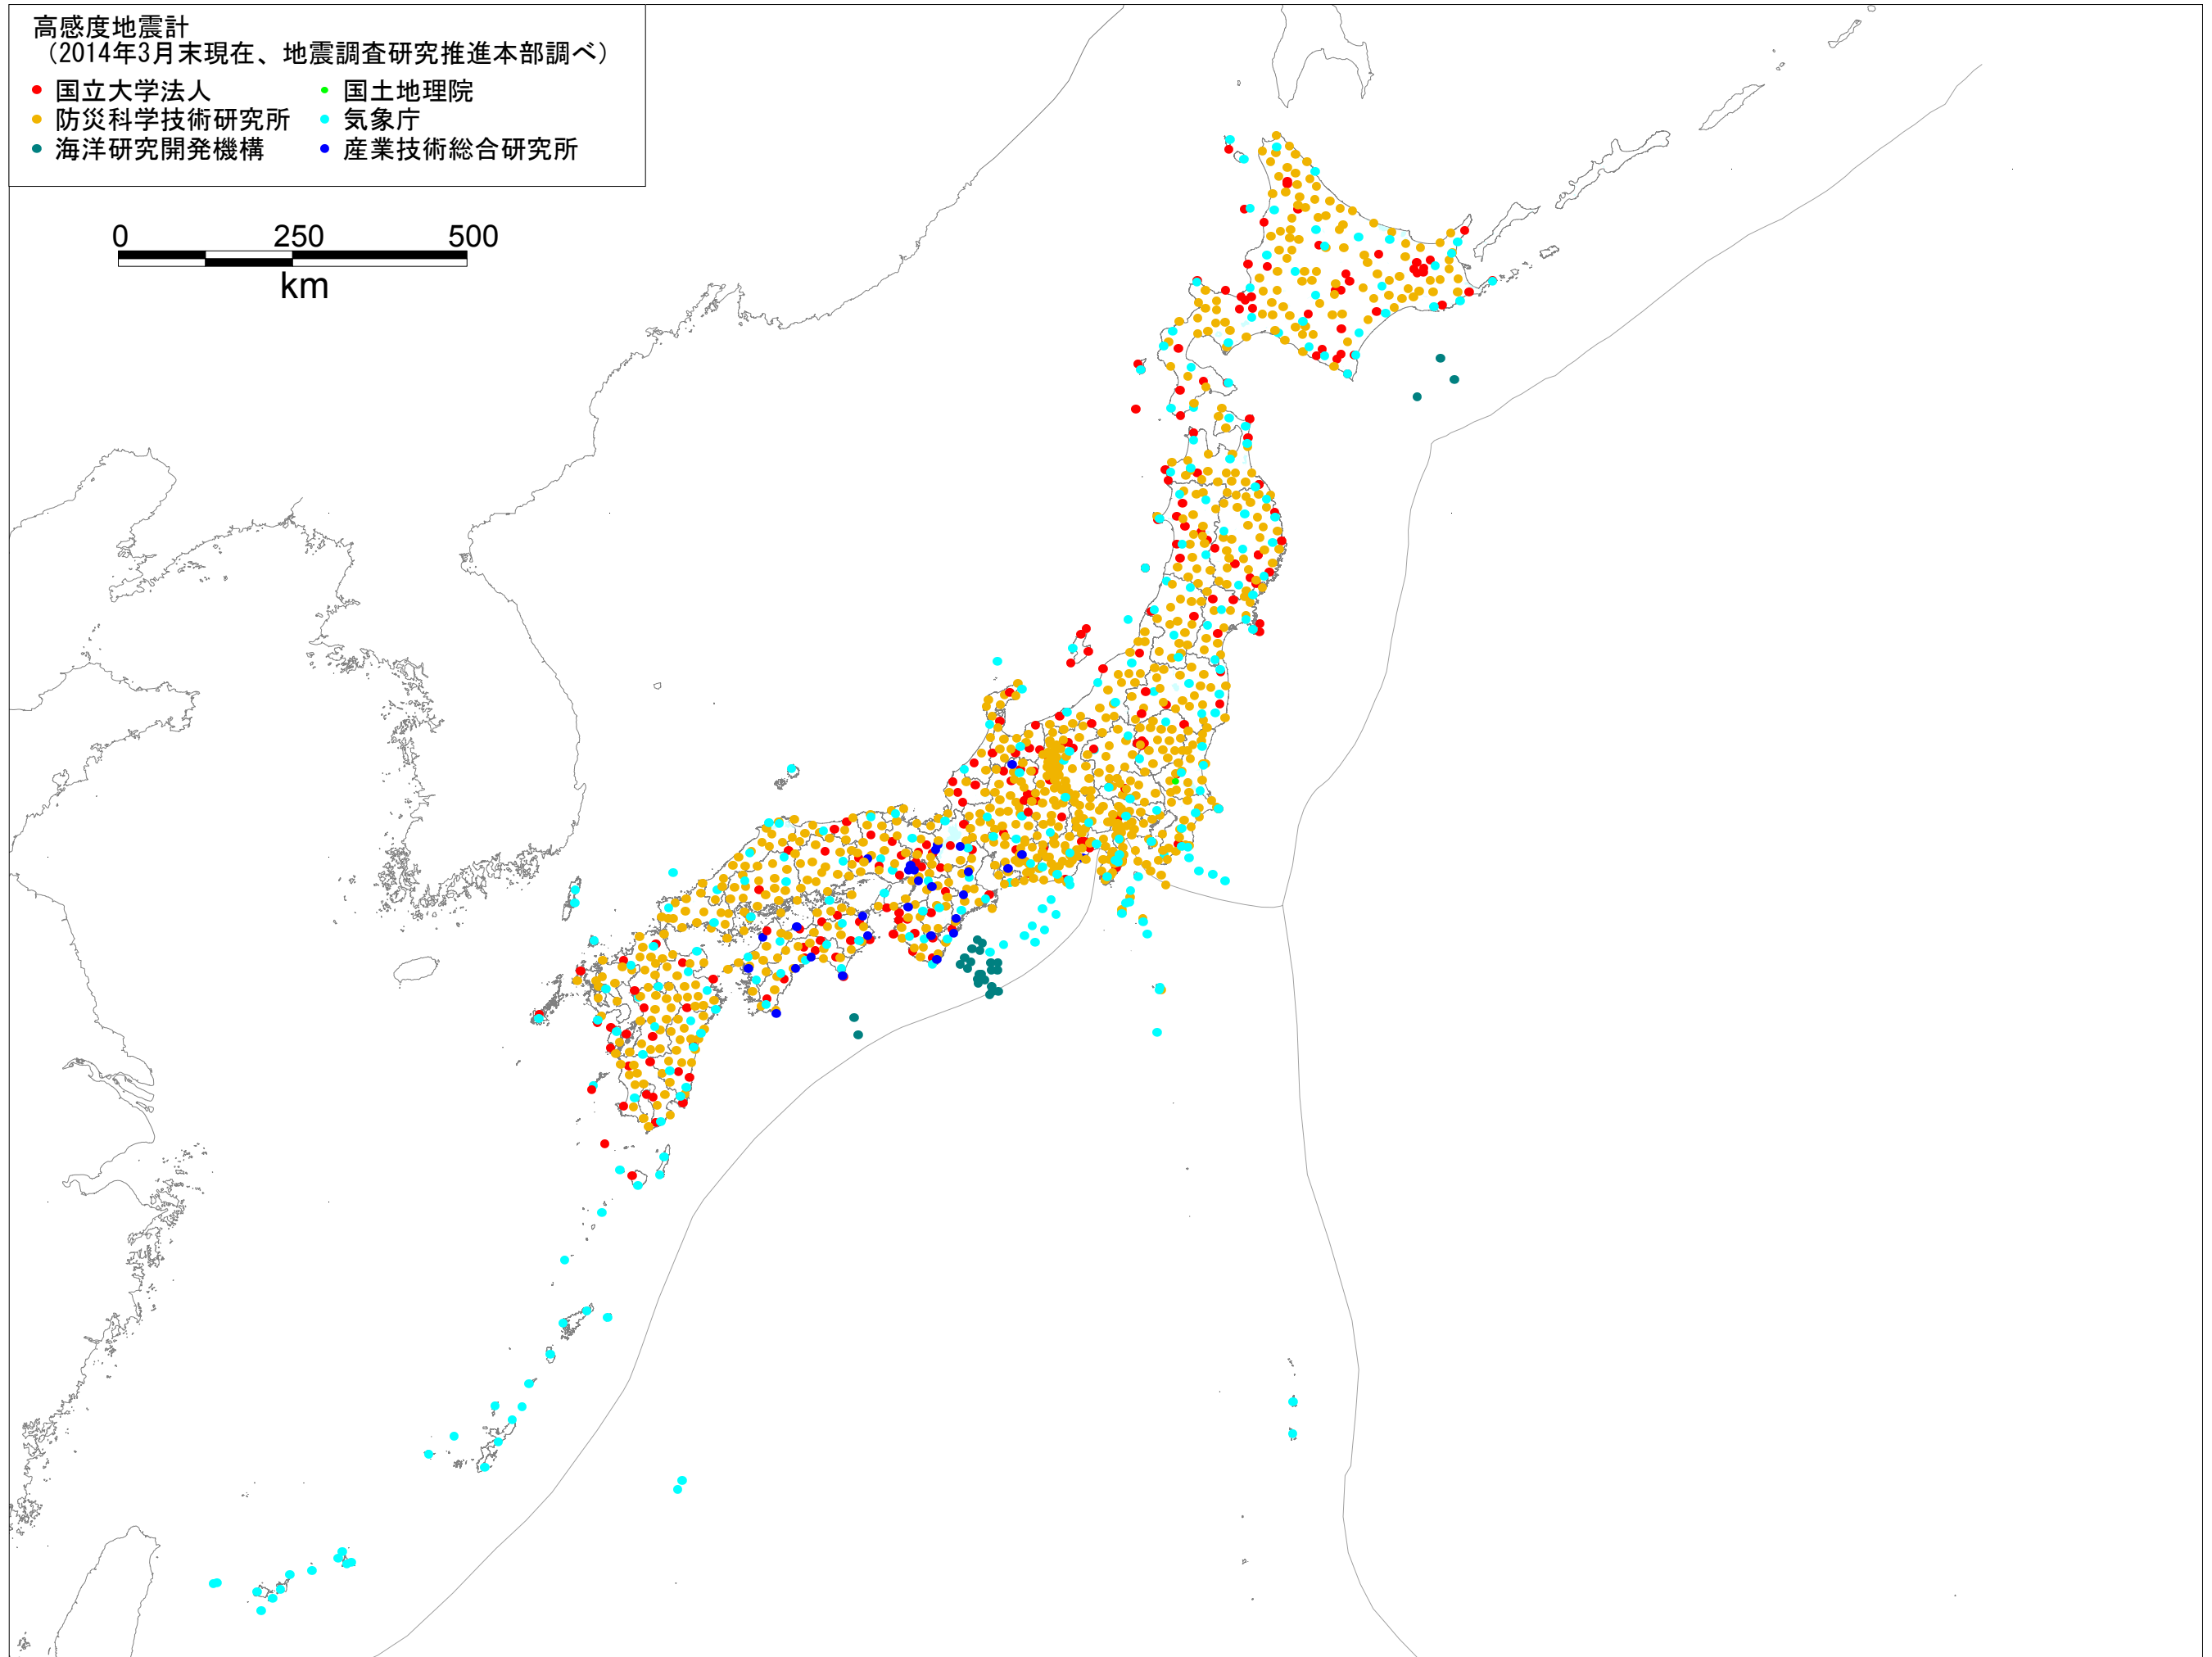 高感度地震計
（2014年3月末現在、地震調査研究推進本部調べ）
国立大学法人
国土地理院
防災科学技術研究所
気象庁
海洋研究開発機構
産業技術総合研究所
0 250 500
km